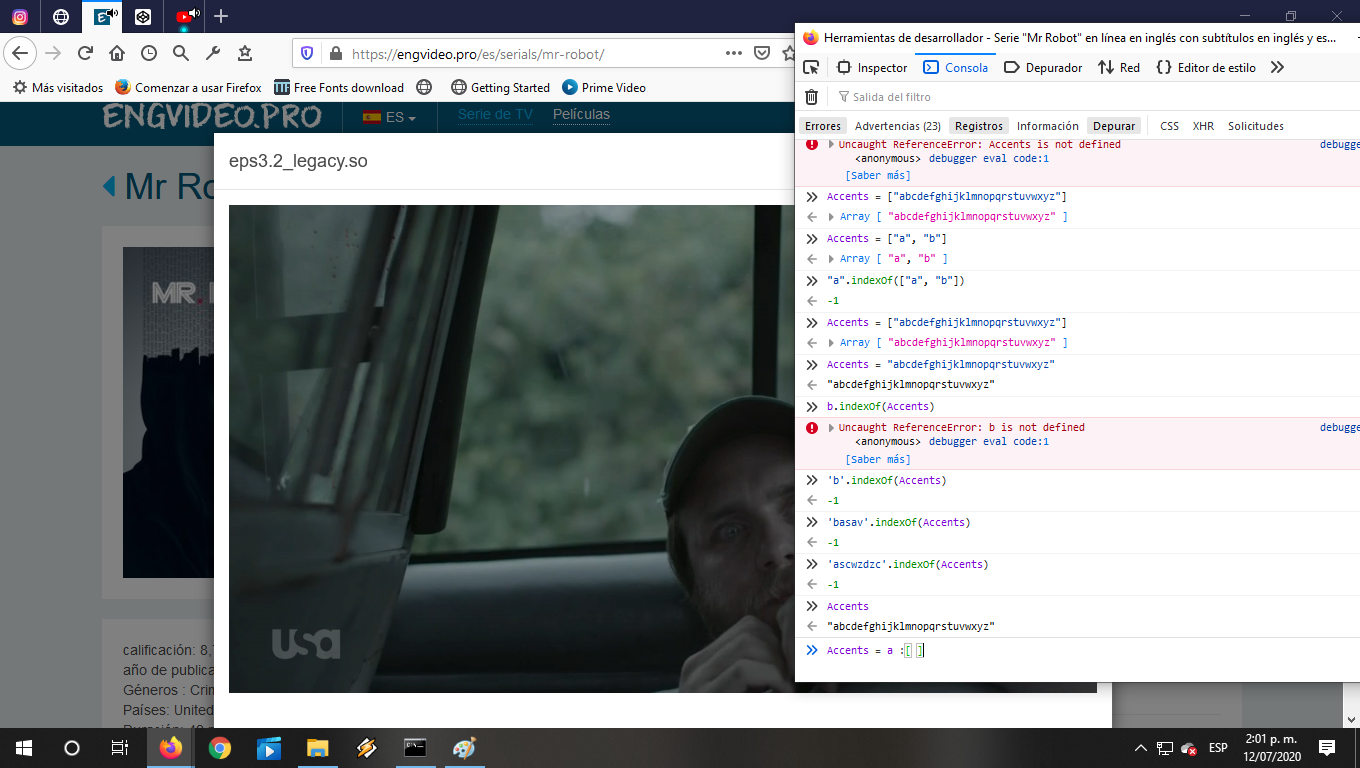 https://engvideo.pro/es/serials/mr-robot/
Más visitados
Comenzar a usar Firefox
Free Fonts download
Getting Started
Prime Video
ENGVIDEO.PRO
ES
Serie de TV
Películas
Mr Ro
MR.
eps3.2_legacy.so
usa
calificación: 8,
año de publica
Géneros : Crim
Países: United
Herramientas de desarrollador - Serie "Mr Robot" en línea en inglés con subtítulos en inglés y es...
Inspector
Consola
Depurador
Red
{} Editor de estilo
Salida del filtro
Errores
Advertencias (23)
Registros
Información
Depurar
CSS
XHR
Solicitudes
Uncaught ReferenceError: Accents is not defined
debugge
<anonymous> debugger eval code:1
[Saber más]
Accents = ["abcdefghijklmnopqrstuvwxyz"]
Array [ "abcdefghijklmnopqrstuvwxyz" ]
Accents = ["a", "b"]
Array [ "a", "b" ]
"a".indexOf(["a", "b"])
-1
Accents = ["abcdefghijklmnopqrstuvwxyz"]
Array [ "abcdefghijklmnopqrstuvwxyz" ]
Accents = "abcdefghijklmnopqrstuvwxyz"
"abcdefghijklmnopqrstuvwxyz"
b.indexOf(Accents)
Uncaught ReferenceError: b is not defined
debugge
<anonymous> debugger eval code:1
[Saber más]
'b'.indexOf(Accents)
-1
'basav'.indexOf(Accents)
-1
'ascwzdzc'.indexOf(Accents)
-1
Accents
"abcdefghijklmnopqrstuvwxyz"
Accents = a :[ ]
ESP
2:01 p. m.
12/07/2020